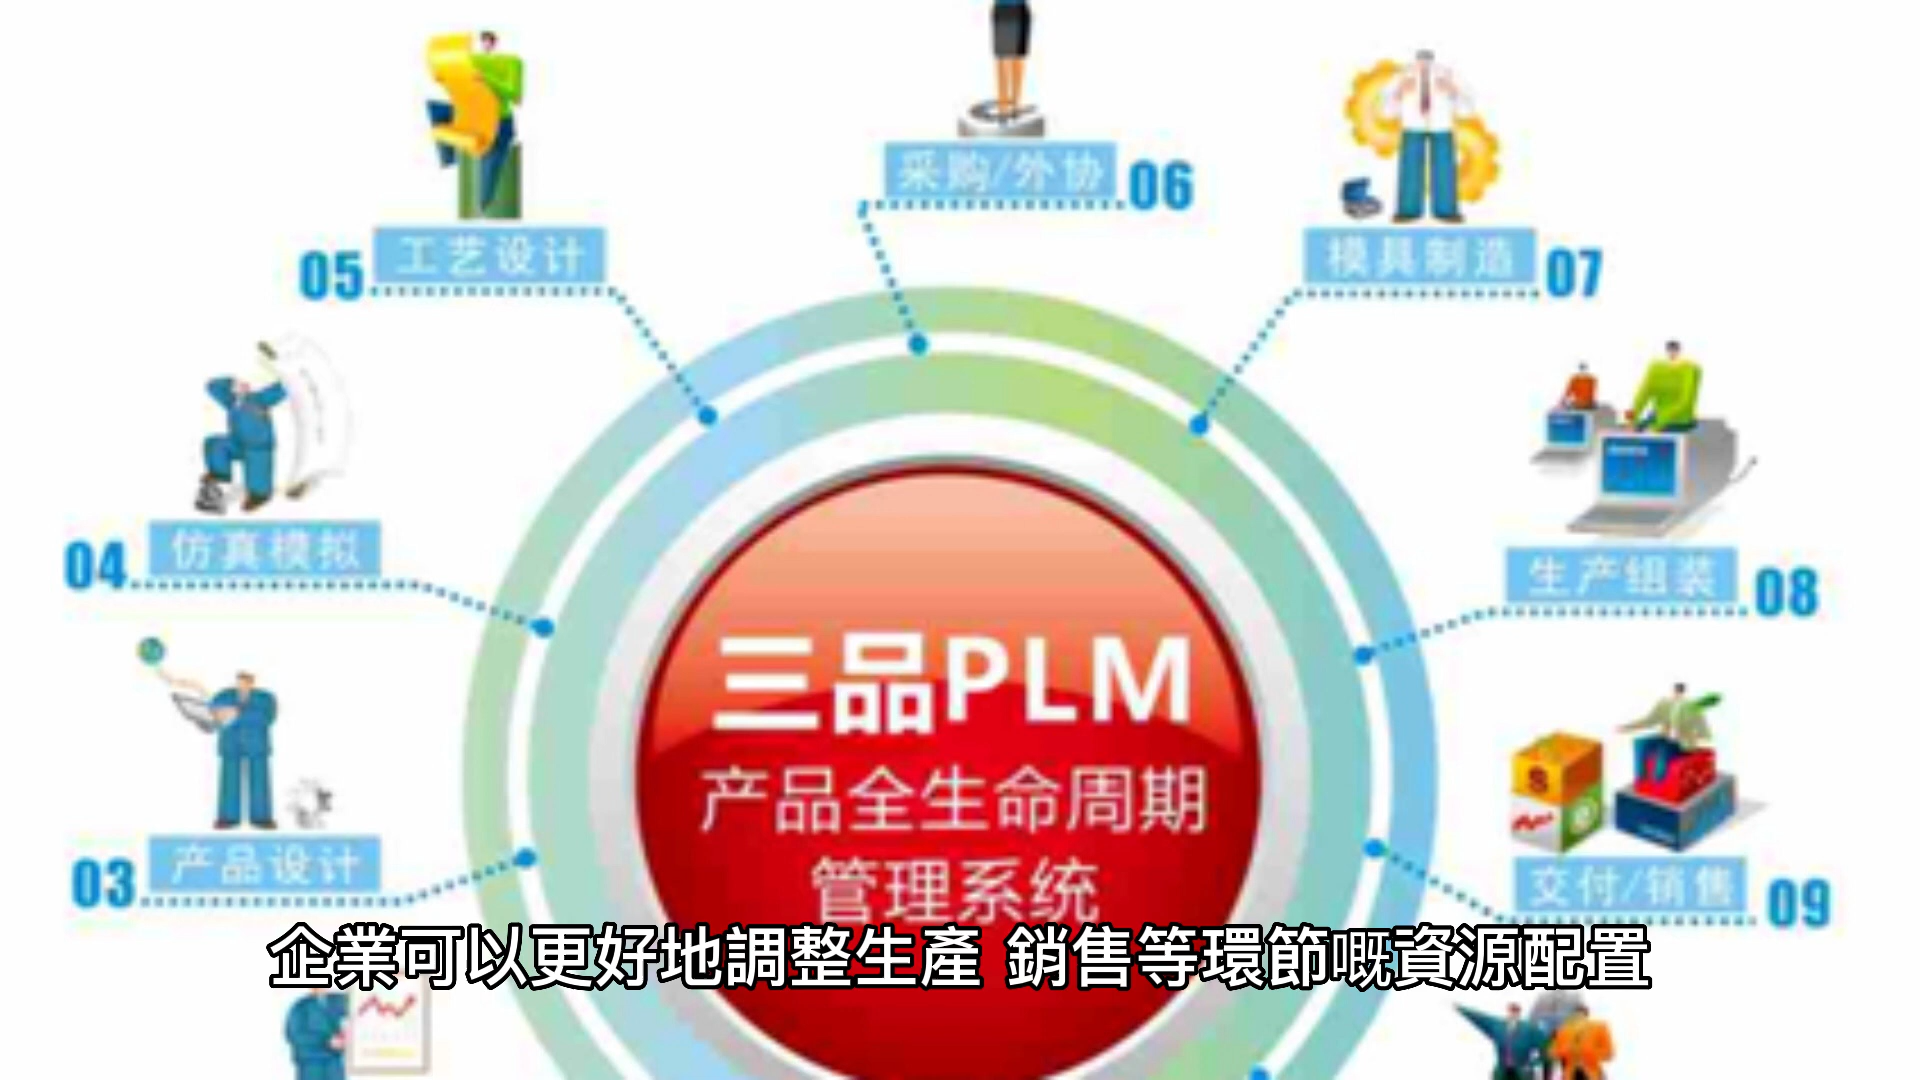 采购/外协
06
05
工艺设计
模具制造
07
04
仿真模拟
生产组装
08
三品PLM
产品全生命周期
管理系统
03
产品设计
交付/销售
09
企業可以更好地調整生產 銷售等環節嘅資源配置